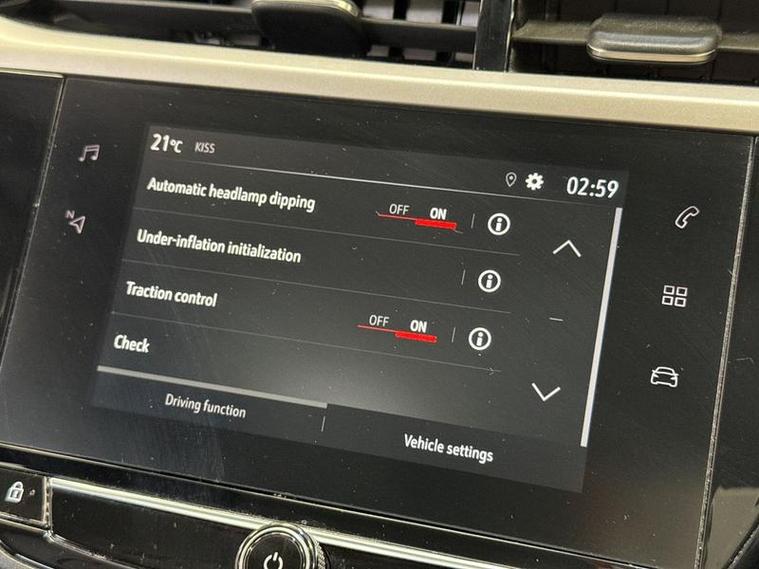 21°C KISS
02:59
Automatic headlamp dipping OFF ON
Under-inflation initialization
Traction control OFF ON
Check
Driving function
Vehicle settings
N